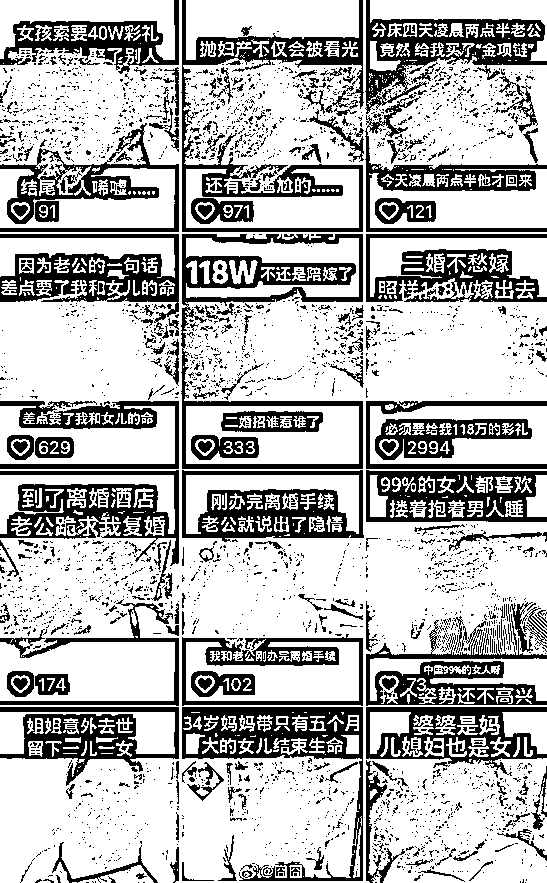 女孩索要40W彩礼
男孩转头娶了别人
结尾让人唏嘘……
91
抛妇产不仅会被看光
还有更尴尬的……
971
分床四天凌晨两点半老公
竟然 给我买了“金项链”
今天凌晨两点半他才回来
121
因为老公的一句话
差点要了我和女儿的命
差点要了我和女儿的命
629
118W不还是陪嫁了
二婚招谁惹谁了
333
二婚不愁嫁
照样118W嫁出去
必须要给我118万的彩礼
2994
到了离婚酒店
老公跪求我复婚
174
刚办完离婚手续
老公就说出了隐情
我和老公刚办完离婚手续
102
99%的女人都喜欢
搂着抱着男人睡
中国99%的女人呀
73
换个姿势还不高兴
姐姐意外去世
留下一儿一女
34岁妈妈带只有五个月
大的女儿结束生命
婆婆是妈
儿媳妇也是女儿
@囧囧